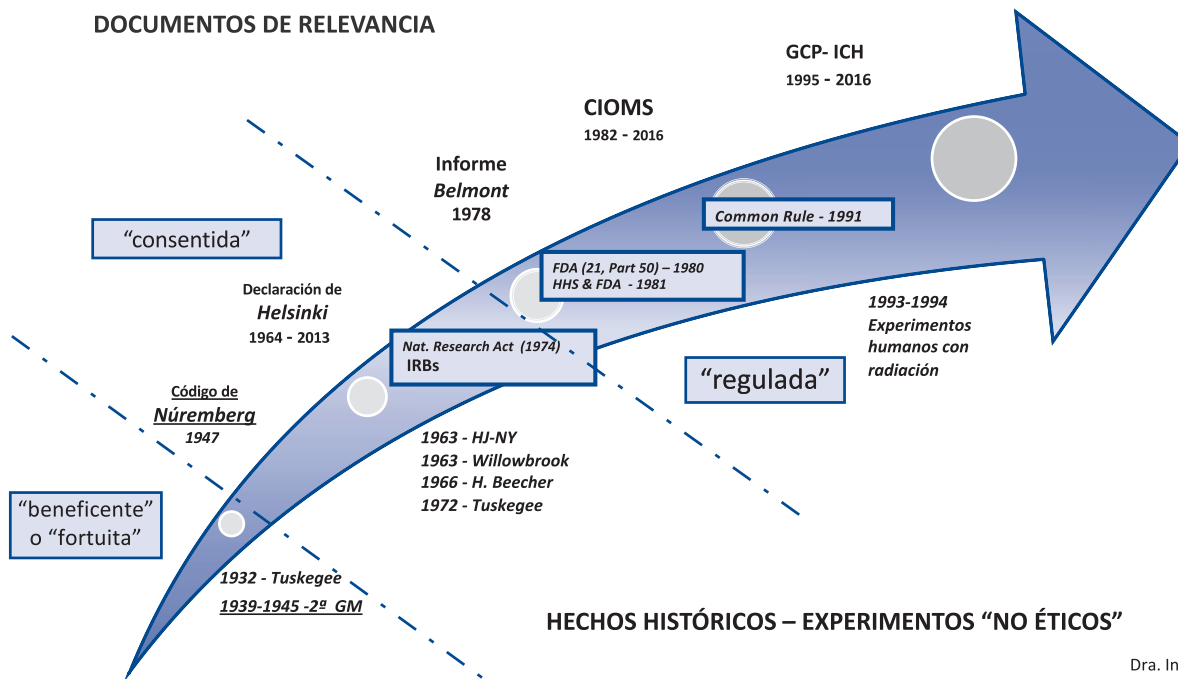 DOCUMENTOS DE RELEVANCIA
GCP- ICH
1995 - 2016
CIOMS
1982 - 2016
Informe
Belmont
1978
Common Rule - 1991
"consentida"
FDA (21, Part 50) – 1980
HHS & FDA - 1981
Declaración de
Helsinki
1964 - 2013
1993-1994
Experimentos
humanos con
radiación
Nat. Research Act (1974)
IRBs
"regulada"
Código de
Núremberg
1947
1963 - HJ-NY
1963 - Willowbrook
1966 - H. Beecher
1972 - Tuskegee
"beneficente"
o "fortuita"
1932 - Tuskegee
1939-1945 -2ª GM
HECHOS HISTÓRICOS – EXPERIMENTOS "NO ÉTICOS"
Dra. In